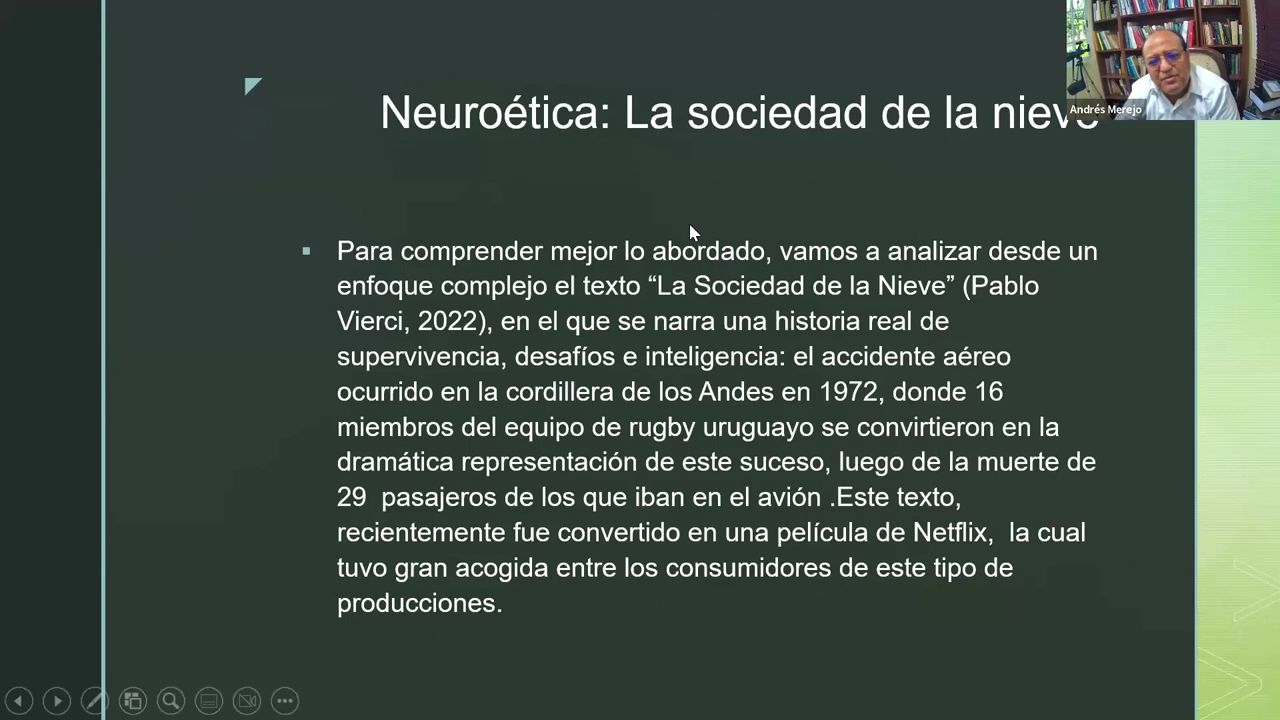 Neuroética: La sociedad de la nieve
Andrés Merejo
Para comprender mejor lo abordado, vamos a analizar desde un
enfoque complejo el texto “La Sociedad de la Nieve” (Pablo
Vierci, 2022), en el que se narra una historia real de
supervivencia, desafíos e inteligencia: el accidente aéreo
ocurrido en la cordillera de los Andes en 1972, donde 16
miembros del equipo de rugby uruguayo se convirtieron en la
dramática representación de este suceso, luego de la muerte de
29  pasajeros de los que iban en el avión .Este texto,
recientemente fue convertido en una película de Netflix,  la cual
tuvo gran acogida entre los consumidores de este tipo de
producciones.